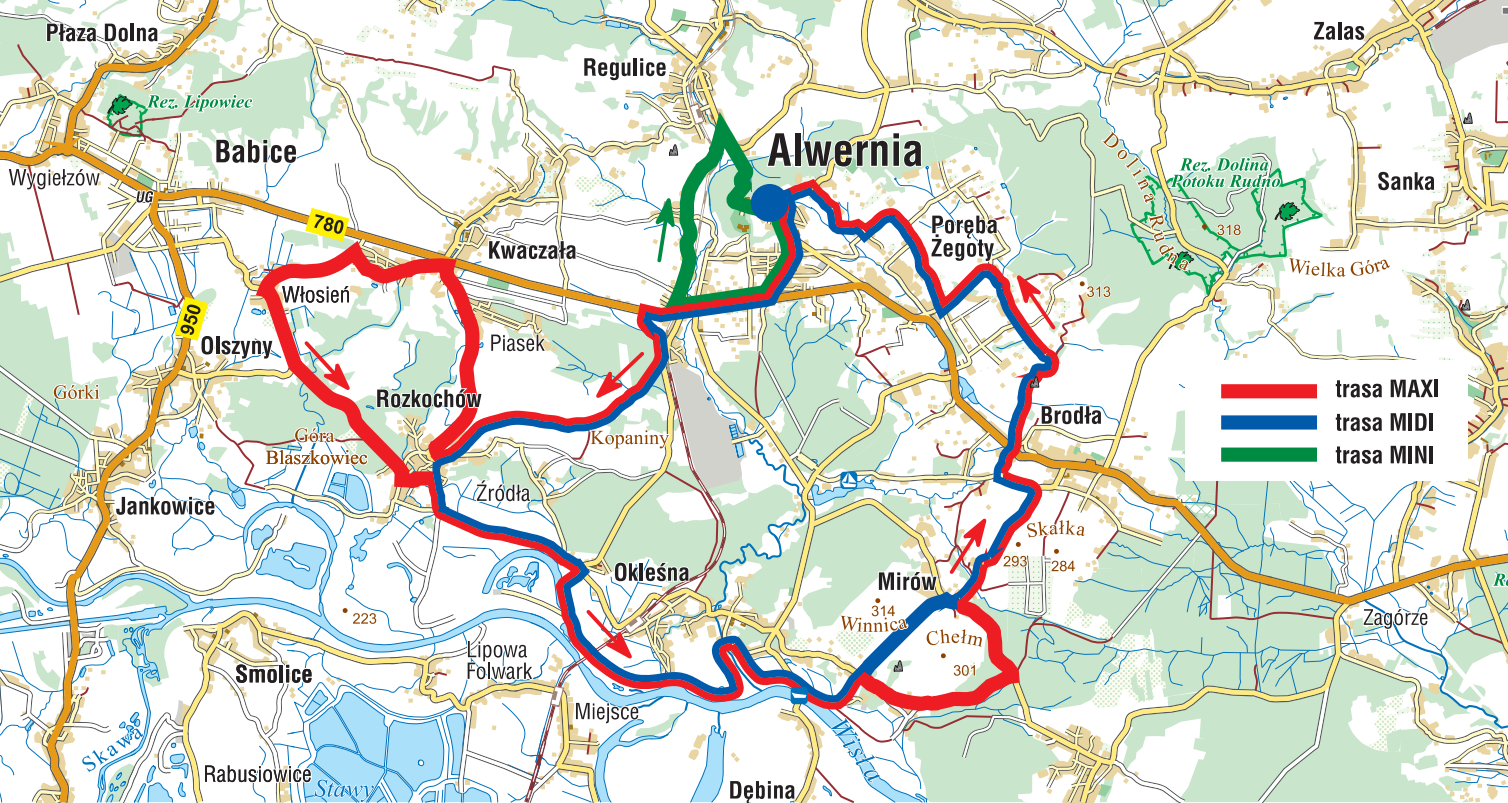 Płaza Dolna
Zalas
Regulice
Rez. Lipowiec
Babice
Alwernia
Dolina Rudna
Rez. Dolina
Potoku Rudno
Sanka
Wygiełzów
UG
780
Kwaczała
Poręba
Żegoty
318
Wielka Góra
Włosień
313
950
Olszyny
Piasek
Górki
Rozkochów
trasa MAXI
trasa MIDI
trasa MINI
Brodła
Góra
Blaszkowiec
Kopaniny
Źródła
Jankowice
Skałka
293
284
Okleśna
Mirów
314
Winnica
Chełm
301
223
Zagórze
Lipowa
Folwark
Smolice
Miejsce
Wisła
Skawa
Rabusiowice
Stawy
Dębina